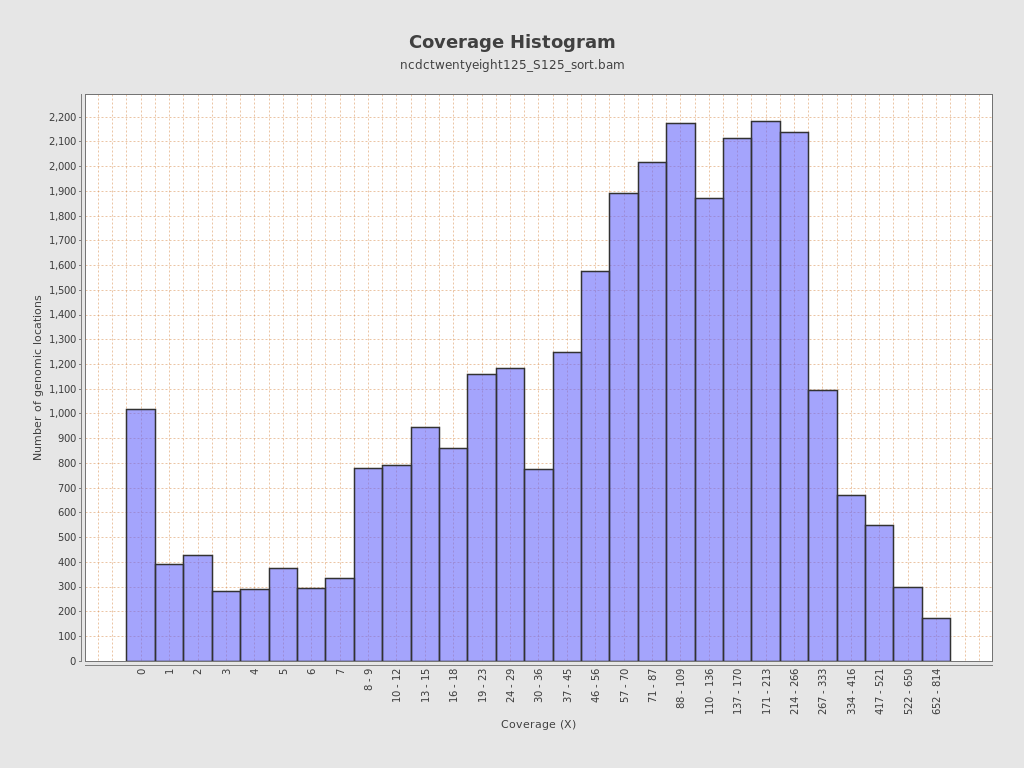 Coverage Histogram
ncdctwentyeight125_S125_sort.bam
Number of genomic locations
2,200
2,100
2,000
1,900
1,800
1,700
1,600
1,500
1,400
1,300
1,200
1,100
1,000
900
800
700
600
500
400
300
200
100
0
0
1
2
3
4
5
6
7
8 - 9
10 - 12
13 - 15
16 - 18
19 - 23
24 - 29
30 - 36
37 - 45
46 - 56
57 - 70
71 - 87
88 - 109
110 - 136
137 - 170
171 - 213
214 - 266
267 - 333
334 - 416
417 - 521
522 - 650
652 - 814
Coverage (X)